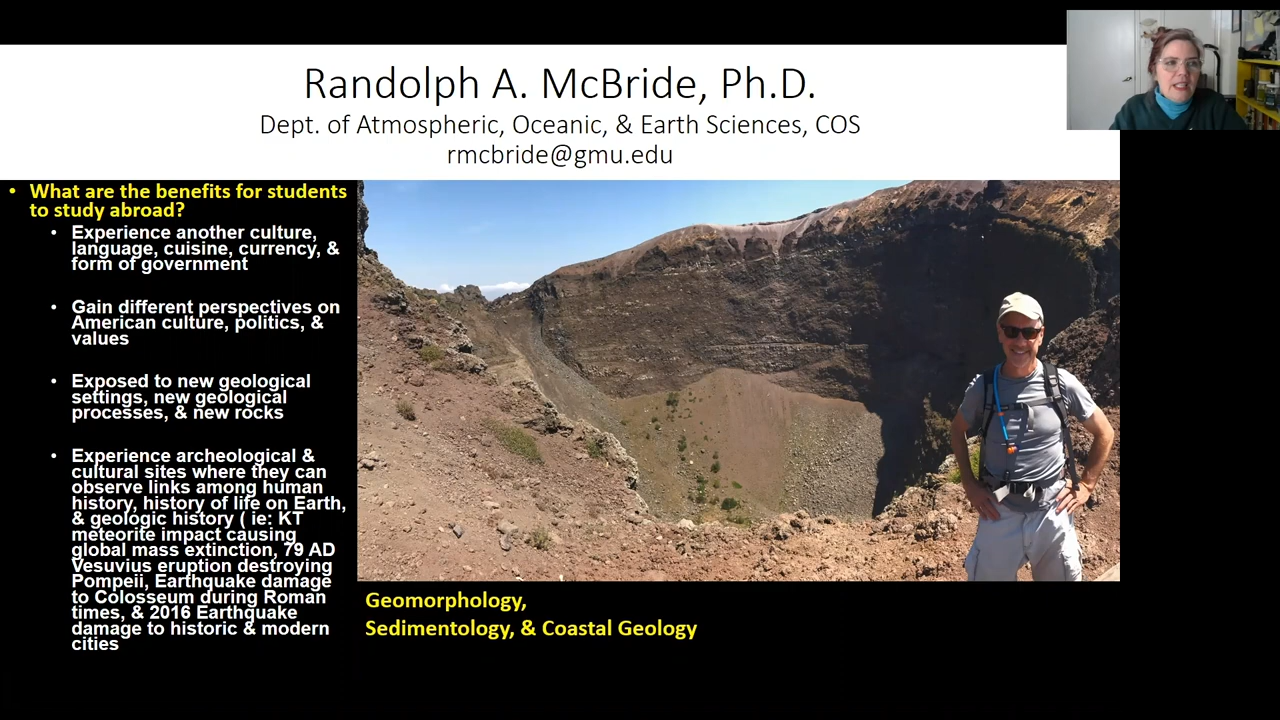 Randolph A. McBride, Ph.D.
Dept. of Atmospheric, Oceanic, & Earth Sciences, COS
rmcbride@gmu.edu
• What are the benefits for students
to study abroad?
• Experience another culture,
language, cuisine, currency, &
form of government
• Gain different perspectives on
American culture, politics, &
values
• Exposed to new geological
settings, new geological
processes, & new rocks
• Experience archeological &
cultural sites where they can
observe links among human
history, history of life on Earth,
& geologic history ( ie: KT
meteorite impact causing
global mass extinction, 79 AD
Vesuvius eruption destroying
Pompeii, Earthquake damage
to Colosseum during Roman
times, & 2016 Earthquake
damage to historic & modern
cities
Geomorphology,
Sedimentology, & Coastal Geology